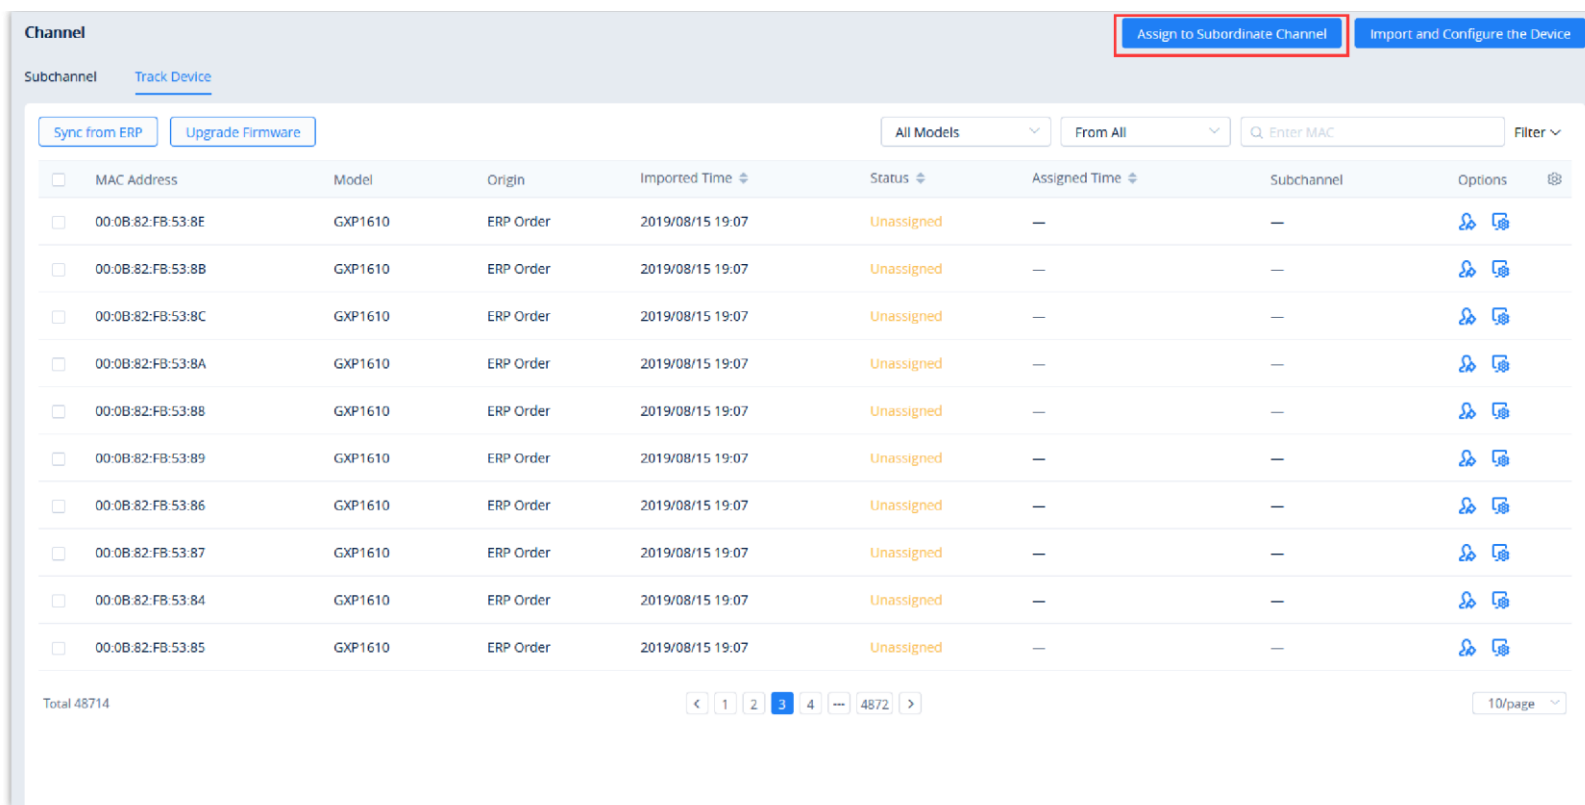 Channel
Assign to Subordinate Channel
Import and Configure the Device
Subchannel Track Device
Sync from ERP Upgrade Firmware All Models From All Enter MAC Filter
MAC Address Model Origin Imported Time Status Assigned Time Subchannel Options
00:0B:82:FB:53:8E GXP1610 ERP Order 2019/08/15 19:07 Unassigned — —
00:0B:82:FB:53:8B GXP1610 ERP Order 2019/08/15 19:07 Unassigned — —
00:0B:82:FB:53:8C GXP1610 ERP Order 2019/08/15 19:07 Unassigned — —
00:0B:82:FB:53:8A GXP1610 ERP Order 2019/08/15 19:07 Unassigned — —
00:0B:82:FB:53:88 GXP1610 ERP Order 2019/08/15 19:07 Unassigned — —
00:0B:82:FB:53:89 GXP1610 ERP Order 2019/08/15 19:07 Unassigned — —
00:0B:82:FB:53:86 GXP1610 ERP Order 2019/08/15 19:07 Unassigned — —
00:0B:82:FB:53:87 GXP1610 ERP Order 2019/08/15 19:07 Unassigned — —
00:0B:82:FB:53:84 GXP1610 ERP Order 2019/08/15 19:07 Unassigned — —
00:0B:82:FB:53:85 GXP1610 ERP Order 2019/08/15 19:07 Unassigned — —
Total 48714 < 1 2 3 4 ··· 4872 > 10/page